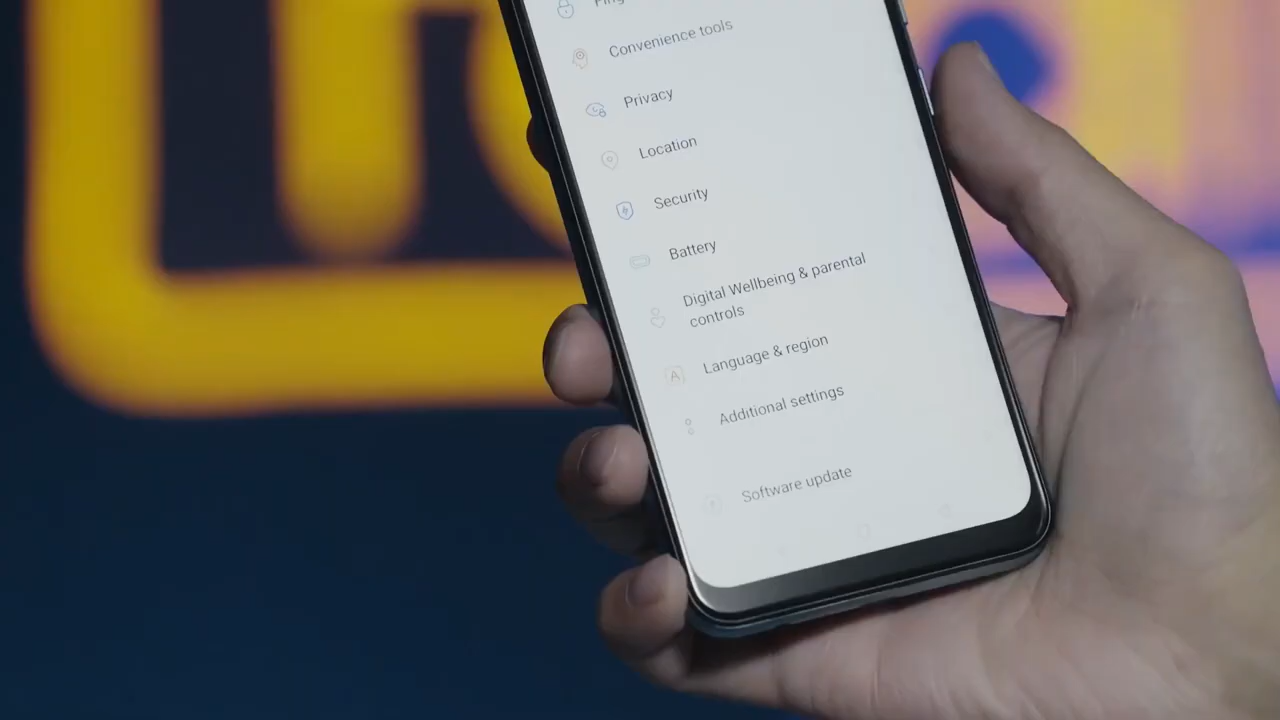 Convenience tools
Privacy
Location
Security
Battery
Digital Wellbeing & parental
controls
Language & region
Additional settings
Software update